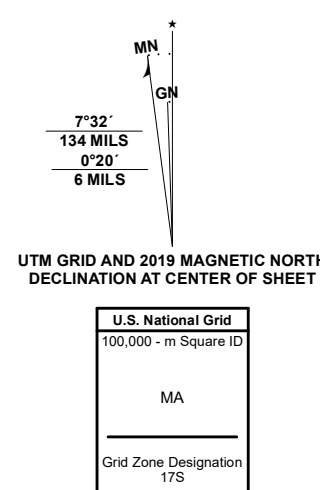 ★
MN
GN
7°32´
134 MILS
0°20´
6 MILS
UTM GRID AND 2019 MAGNETIC NORTH
DECLINATION AT CENTER OF SHEET
U.S. National Grid
100,000 - m Square ID
MA
Grid Zone Designation
17S